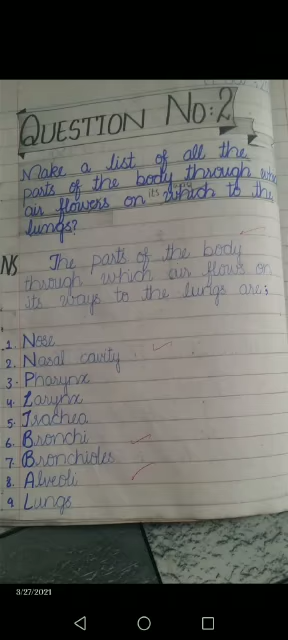 QUESTION No:2
Make a list of all the
parts of the body through
air flowers on its way which to the
lungs?
NS The parts of the body
through which air flows on
its ways to the lungs are;
1. Nose
2. Nasal cavity
3. Pharynx
4. Larynx
5. Trachea
6. Bronchi
7. Bronchioles
8. Alveoli
9 Lungs
3/27/2021